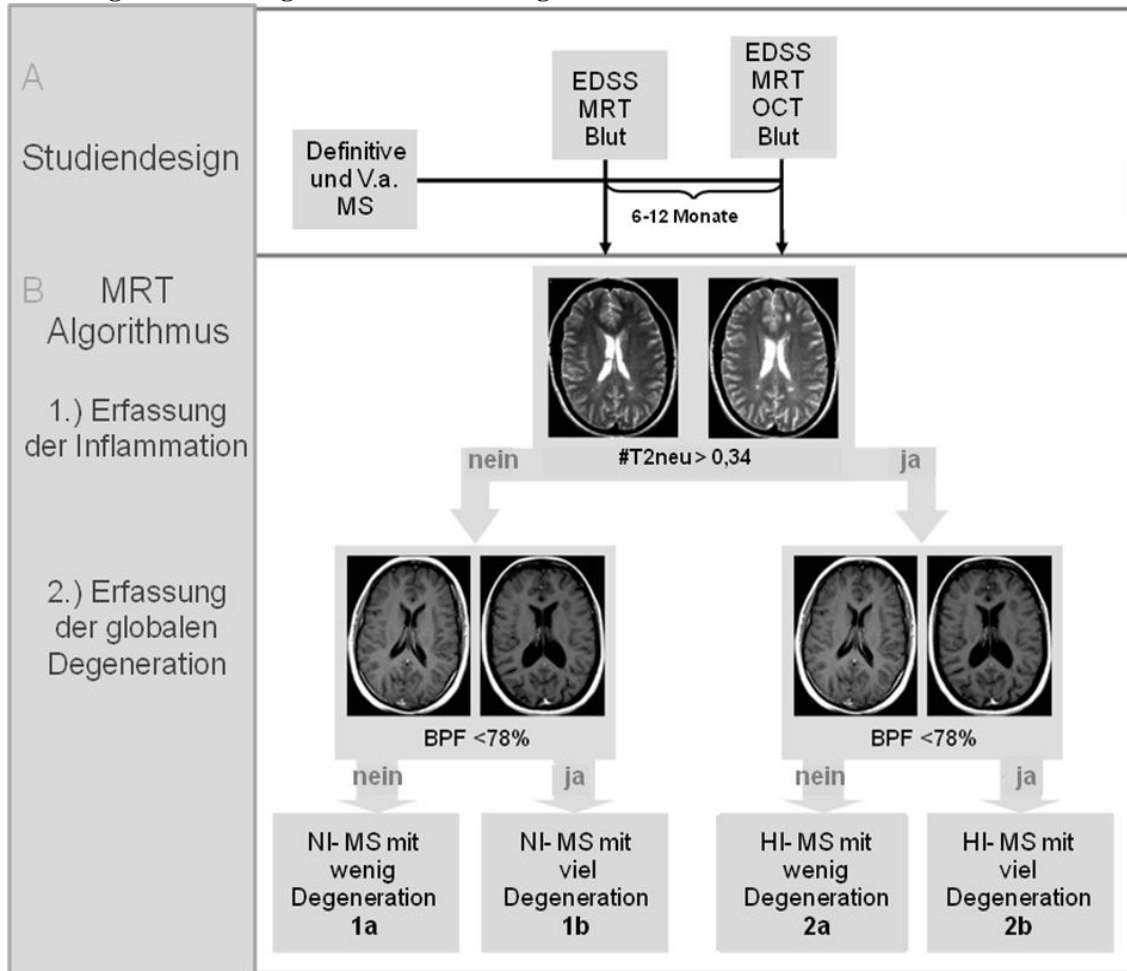 A
Studiendesign
Definitive
und V.a.
MS
EDSS
MRT
Blut
EDSS
MRT
OCT
Blut
6-12 Monate
B MRT
Algorithmus
1.) Erfassung
der Inflammation
#T2neu > 0,34
nein
ja
2.) Erfassung
der globalen
Degeneration
BPF <78%
BPF <78%
nein
ja
nein
ja
NI- MS mit
wenig
Degeneration
1a
NI- MS mit
viel
Degeneration
1b
HI- MS mit
wenig
Degeneration
2a
HI- MS mit
viel
Degeneration
2b